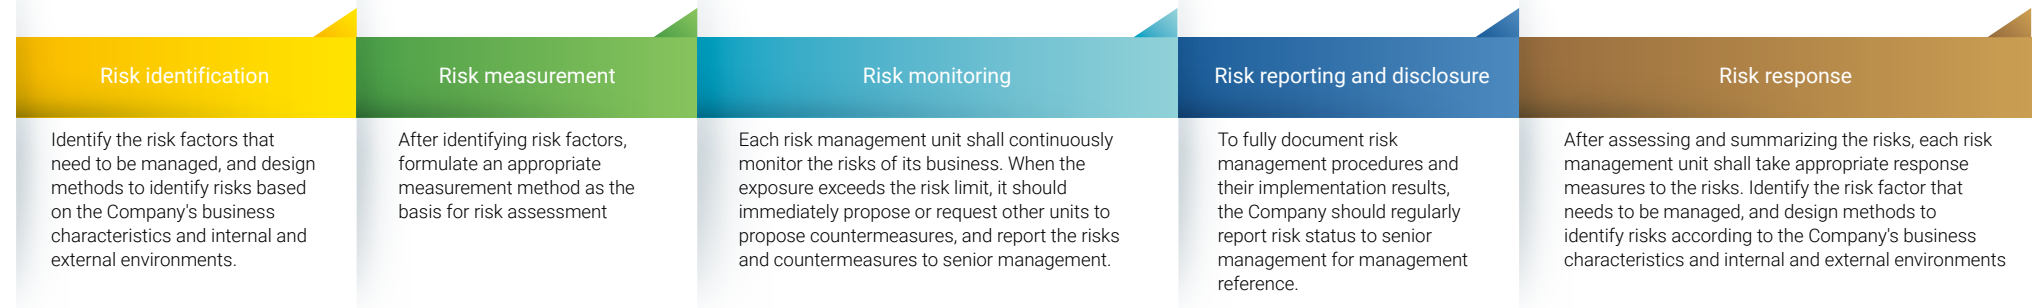 Risk identification
Identify the risk factors that
need to be managed, and design
methods to identify risks based
on the Company's business
characteristics and internal and
external environments.
Risk measurement
After identifying risk factors,
formulate an appropriate
measurement method as the
basis for risk assessment
Risk monitoring
Each risk management unit shall continuously
monitor the risks of its business. When the
exposure exceeds the risk limit, it should
immediately propose or request other units to
propose countermeasures, and report the risks
and countermeasures to senior management.
Risk reporting and disclosure
To fully document risk
management procedures and
their implementation results,
the Company should regularly
report risk status to senior
management for management
reference.
Risk response
After assessing and summarizing the risks, each risk
management unit shall take appropriate response
measures to the risks. Identify the risk factor that
needs to be managed, and design methods to
identify risks according to the Company's business
characteristics and internal and external environments